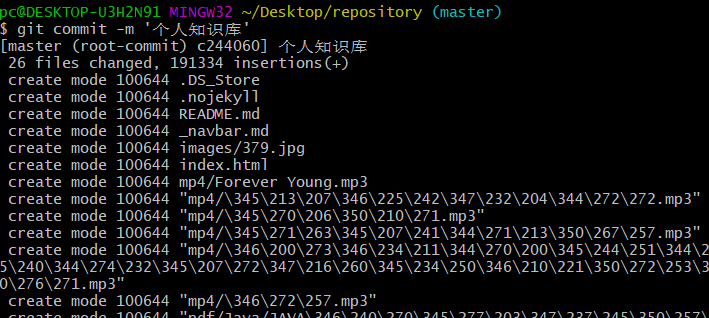 pc@DESKTOP-U3H2N91 MINGW32 ~/Desktop/repository (master)
$ git commit -m '个人知识库'
[master (root-commit) c244060] 个人知识库
 26 files changed, 191334 insertions(+)
 create mode 100644 .DS_Store
 create mode 100644 .nojekyll
 create mode 100644 README.md
 create mode 100644 _navbar.md
 create mode 100644 images/379.jpg
 create mode 100644 index.html
 create mode 100644 mp4/Forever Young.mp3
 create mode 100644 "mp4/\345\213\207\346\225\242\347\232\204\344\272\272.mp3"
 create mode 100644 "mp4/\345\270\206\350\210\271.mp3"
 create mode 100644 "mp4/\345\271\263\345\207\241\344\271\213\350\267\257.mp3"
 create mode 100644 "mp4/\346\200\273\346\234\211\344\270\200\345\244\251\344\2
5\240\344\274\232\345\207\272\347\216\260\345\234\250\346\210\221\350\272\253\3
0\276\271.mp3"
 create mode 100644 "mp4/\346\272\257.mp3"
 create mode 100644 "pdf/Java/JAVA\346\240\270\345\277\203\347\237\245\350\257